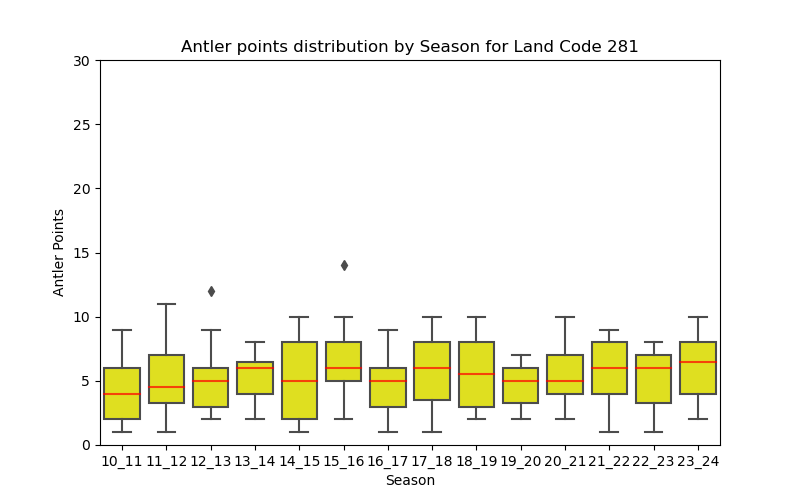 Antler points distribution by Season for Land Code 281
30
25
20
15
10
5
0
Antler Points
10_11 11_12 12_13 13_14 14_15 15_16 16_17 17_18 18_19 19_20 20_21 21_22 22_23 23_24
Season